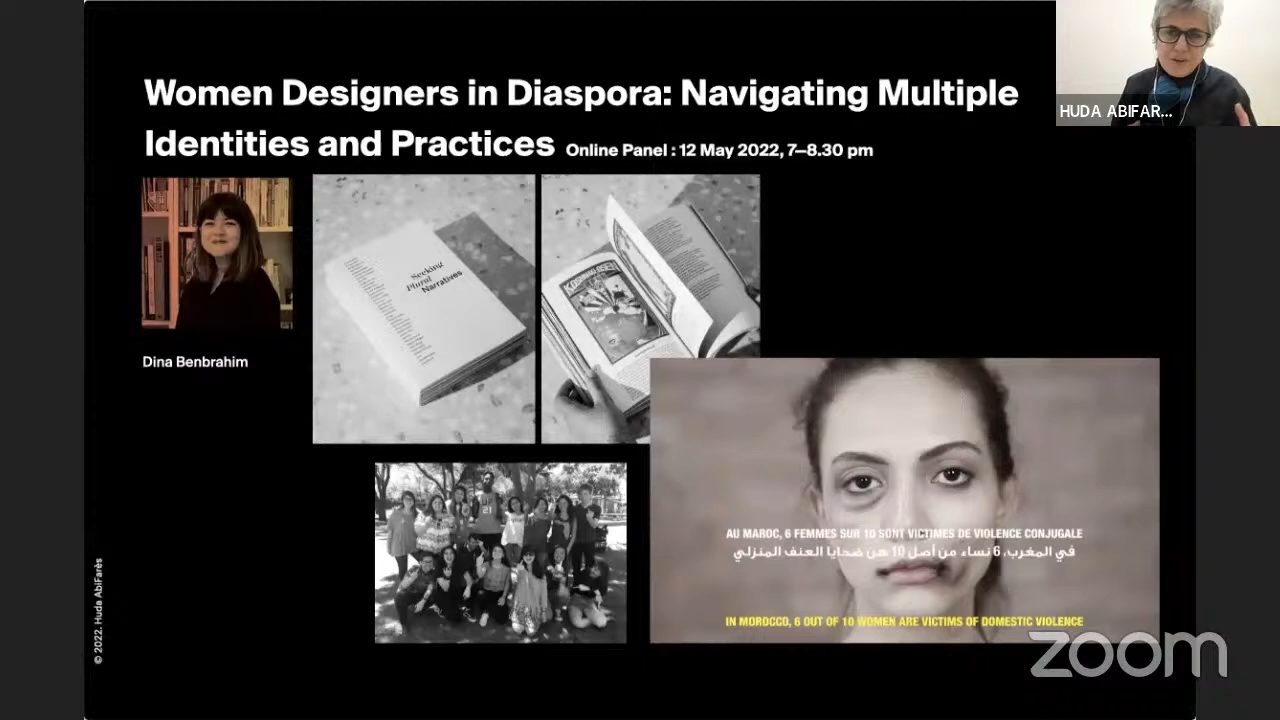 Women Designers in Diaspora: Navigating Multiple
Identities and Practices Online Panel : 12 May 2022, 7–8.30 pm
HUDA ABIFAR...
Seeking
Plural
Narratives
Dina Benbrahim
AU MAROC, 6 FEMMES SUR 10 SONT VICTIMES DE VIOLENCE CONJUGALE
في المغرب، 6 نساء من أصل 10 هن ضحايا العنف المنزلي
IN MOROCCO, 6 OUT OF 10 WOMEN ARE VICTIMS OF DOMESTIC VIOLENCE
© 2022. Huda AbiFarès
zoom